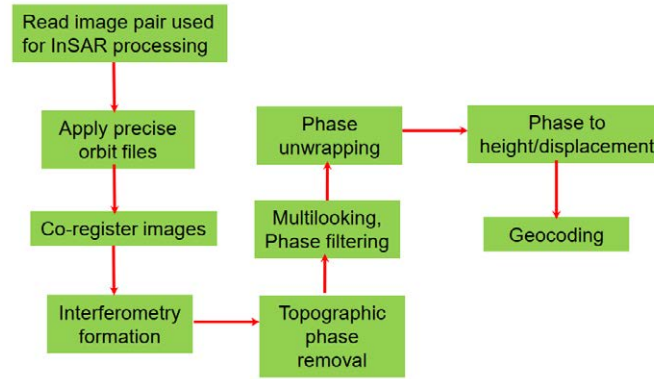 Read image pair used
for InSAR processing
Apply precise
orbit files
Co-register images
Interferometry
formation
Topographic
phase
removal
Multilooking,
Phase filtering
Phase
unwrapping
Phase to
height/displacement
Geocoding